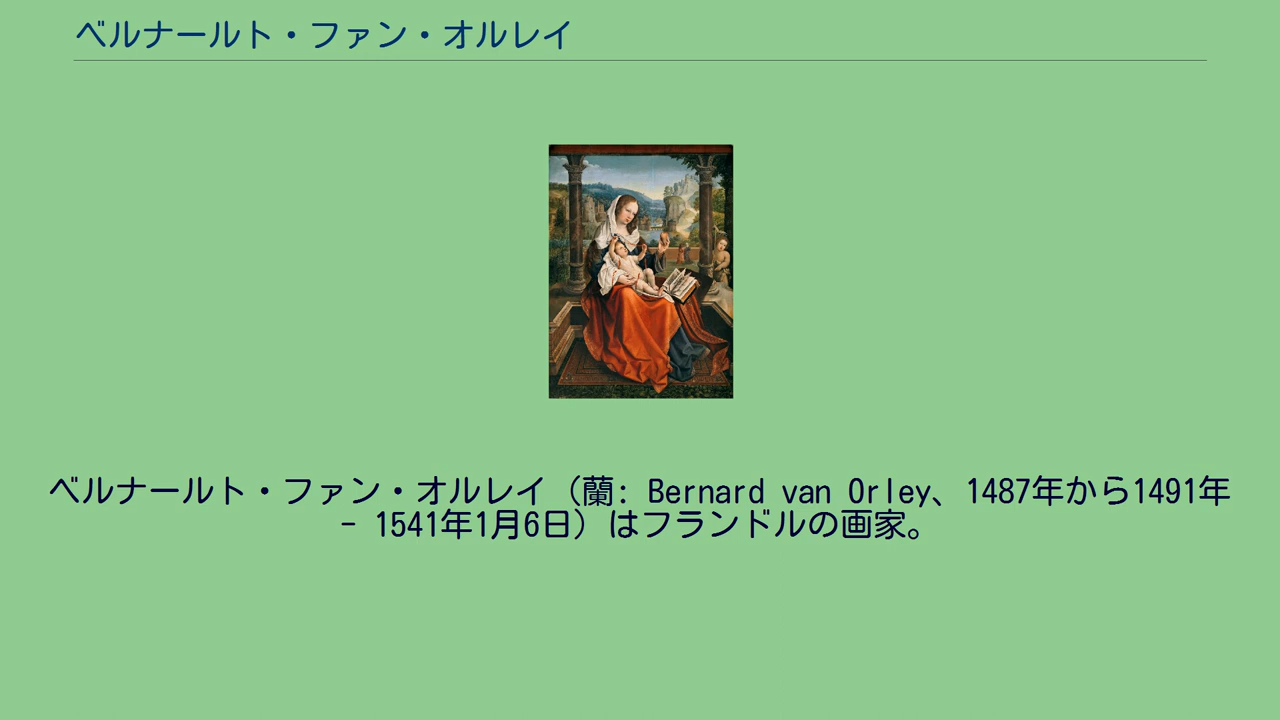 ベルナールト・ファン・オルレイ
ベルナールト・ファン・オルレイ（蘭: Bernard van Orley、1487年から1491年
- 1541年1月6日）はフランドルの画家。